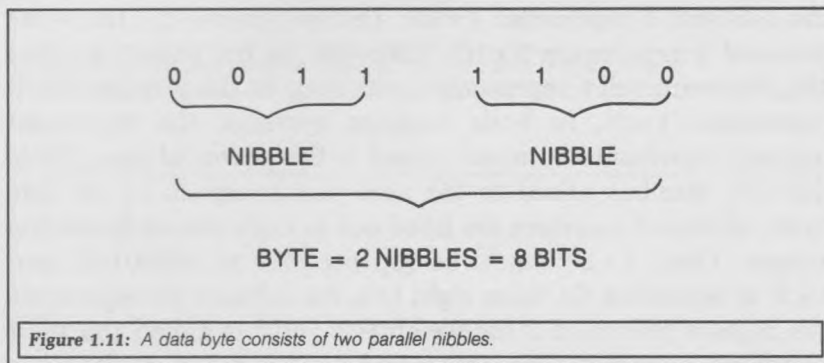 0 0 1 1 1 1 0 0
NIBBLE NIBBLE
BYTE = 2 NIBBLES = 8 BITS
Figure 1.11: A data byte consists of two parallel nibbles.